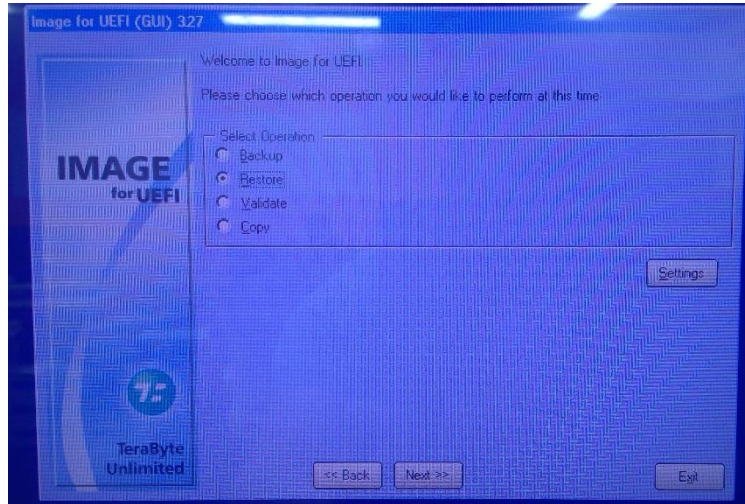 Image for UEFI (GUI) 3.27
Welcome to Image for UEFI.
Please choose which operation you would like to perform at this time
Select Operation
Backup
Restore
Validate
Copy
IMAGE
for UEFI
Settings
TeraByte
Unlimited
<< Back
Next >>
Exit